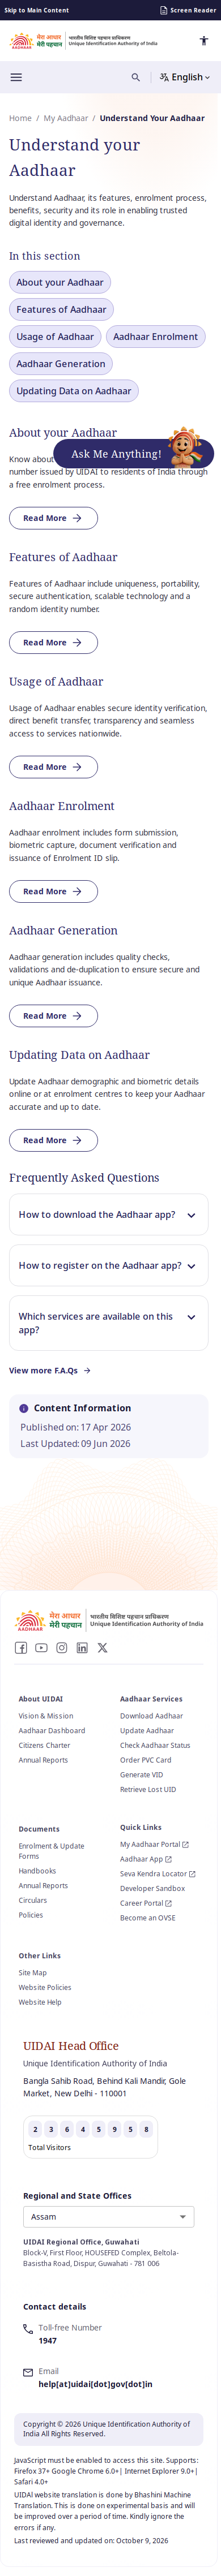 Skip to Main Content
Screen Reader
मेरा आधार
मेरी पहचान
भारतीय विशिष्ट पहचान प्राधिकरण
Unique Identification Authority of India
English
Home / My Aadhaar / Understand Your Aadhaar
Understand your
Aadhaar
Understand Aadhaar, its features, enrolment process,
benefits, security and its role in enabling trusted
digital identity and governance.
In this section
About your Aadhaar
Features of Aadhaar
Usage of Aadhaar
Aadhaar Enrolment
Aadhaar Generation
Updating Data on Aadhaar
About your Aadhaar
Ask Me Anything!
Know about
number issued by UIDAI to residents of India through
a free enrolment process.
Read More
Features of Aadhaar
Features of Aadhaar include uniqueness, portability,
secure authentication, scalable technology and a
random identity number.
Read More
Usage of Aadhaar
Usage of Aadhaar enables secure identity verification,
direct benefit transfer, transparency and seamless
access to services nationwide.
Read More
Aadhaar Enrolment
Aadhaar enrolment includes form submission,
biometric capture, document verification and
issuance of Enrolment ID slip.
Read More
Aadhaar Generation
Aadhaar generation includes quality checks,
validations and de-duplication to ensure secure and
unique Aadhaar issuance.
Read More
Updating Data on Aadhaar
Update Aadhaar demographic and biometric details
online or at enrolment centres to keep your Aadhaar
accurate and up to date.
Read More
Frequently Asked Questions
How to download the Aadhaar app?
How to register on the Aadhaar app?
Which services are available on this
app?
View more F.A.Qs
Content Information
Published on: 17 Apr 2026
Last Updated: 09 Jun 2026
मेरा आधार
मेरी पहचान
भारतीय विशिष्ट पहचान प्राधिकरण
Unique Identification Authority of India
About UIDAI
Vision & Mission
Aadhaar Dashboard
Citizens Charter
Annual Reports
Aadhaar Services
Download Aadhaar
Update Aadhaar
Check Aadhaar Status
Order PVC Card
Generate VID
Retrieve Lost UID
Documents
Enrolment & Update
Forms
Handbooks
Annual Reports
Circulars
Policies
Quick Links
My Aadhaar Portal
Aadhaar App
Seva Kendra Locator
Developer Sandbox
Career Portal
Become an OVSE
Other Links
Site Map
Website Policies
Website Help
UIDAI Head Office
Unique Identification Authority of India
Bangla Sahib Road, Behind Kali Mandir, Gole
Market, New Delhi - 110001
2 3 6 4 5 9 5 8
Total Visitors
Regional and State Offices
Assam
UIDAI Regional Office, Guwahati
Block-V, First Floor, HOUSEFED Complex, Beltola-
Basistha Road, Dispur, Guwahati - 781 006
Contact details
Toll-free Number
1947
Email
help[at]uidai[dot]gov[dot]in
Copyright © 2026 Unique Identification Authority of
India All Rights Reserved.
JavaScript must be enabled to access this site. Supports:
Firefox 37+ Google Chrome 6.0+| Internet Explorer 9.0+|
Safari 4.0+
UIDAI website translation is done by Bhashini Machine
Translation. This is done on experimental basis and will
be improved over a period of time. Kindly ignore the
errors if any.
Last reviewed and updated on: October 9, 2026